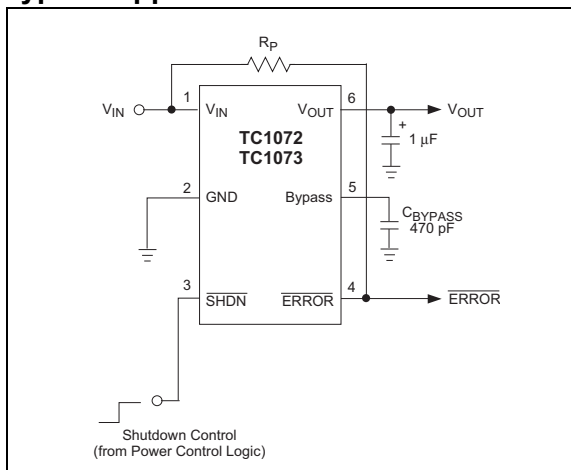 R_P
V_IN
1
V_IN
V_OUT
6
V_OUT
TC1072
TC1073
+
1 µF
2
GND
Bypass
5
C_BYPASS
470 pF
3
SHDN
ERROR
4
ERROR
Shutdown Control
(from Power Control Logic)